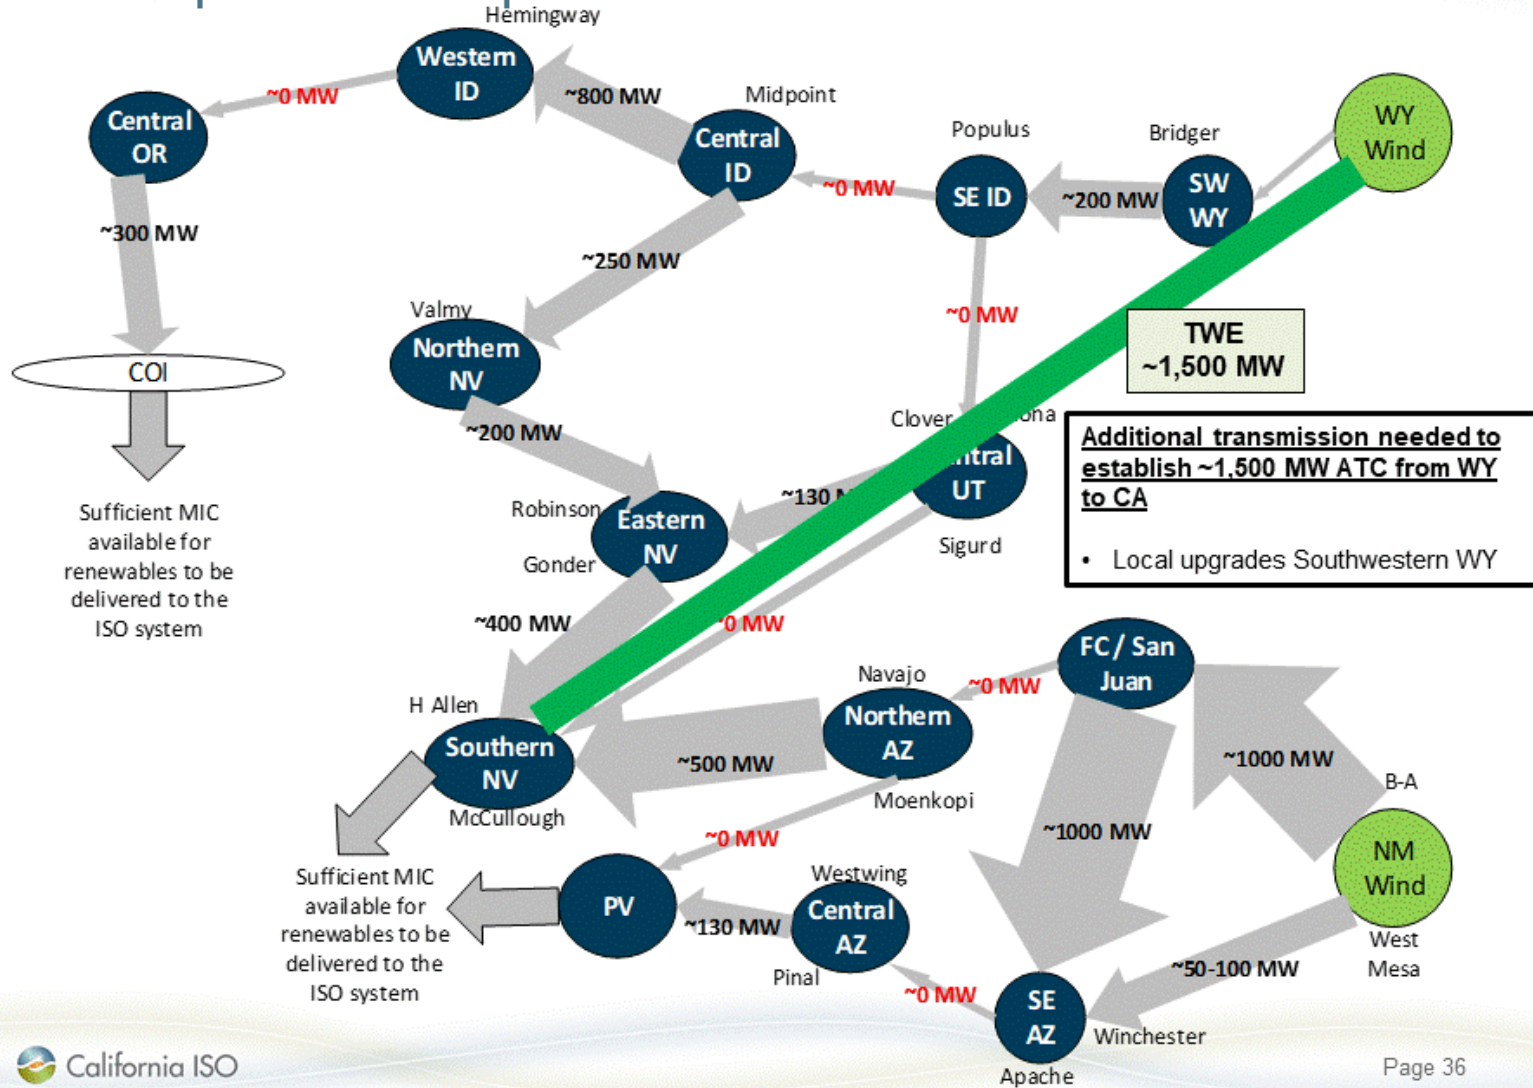 Hemingway
Western
ID
~0 MW
~800 MW
Midpoint
Central
OR
Central
ID
Populus
Bridger
WY
Wind
~0 MW
SE ID
~200 MW
SW
WY
~300 MW
~250 MW
Valmy
~0 MW
Northern
NV
COI
TWE
~1,500 MW
~200 MW
Clover
Additional transmission needed to
establish ~1,500 MW ATC from WY
to CA
• Local upgrades Southwestern WY
UT
~130
Robinson
Eastern
NV
Sigurd
Gonder
Sufficient MIC
available for
renewables to be
delivered to the
ISO system
~400 MW
~0 MW
FC / San
Juan
Navajo
~0 MW
H Allen
Northern
AZ
Southern
NV
~500 MW
~1000 MW
B-A
McCullough
Moenkopi
~1000 MW
~0 MW
NM
Wind
Sufficient MIC
available for
renewables to be
delivered to the
ISO system
PV
Westwing
~130 MW
Central
AZ
Pinal
West
Mesa
~50-100 MW
~0 MW
SE
AZ
Winchester
Apache
California ISO
Page 36